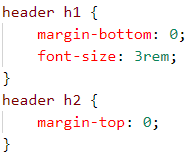 header h1 {
    margin-bottom: 0;
    font-size: 3rem;
}
header h2 {
    margin-top: 0;
}